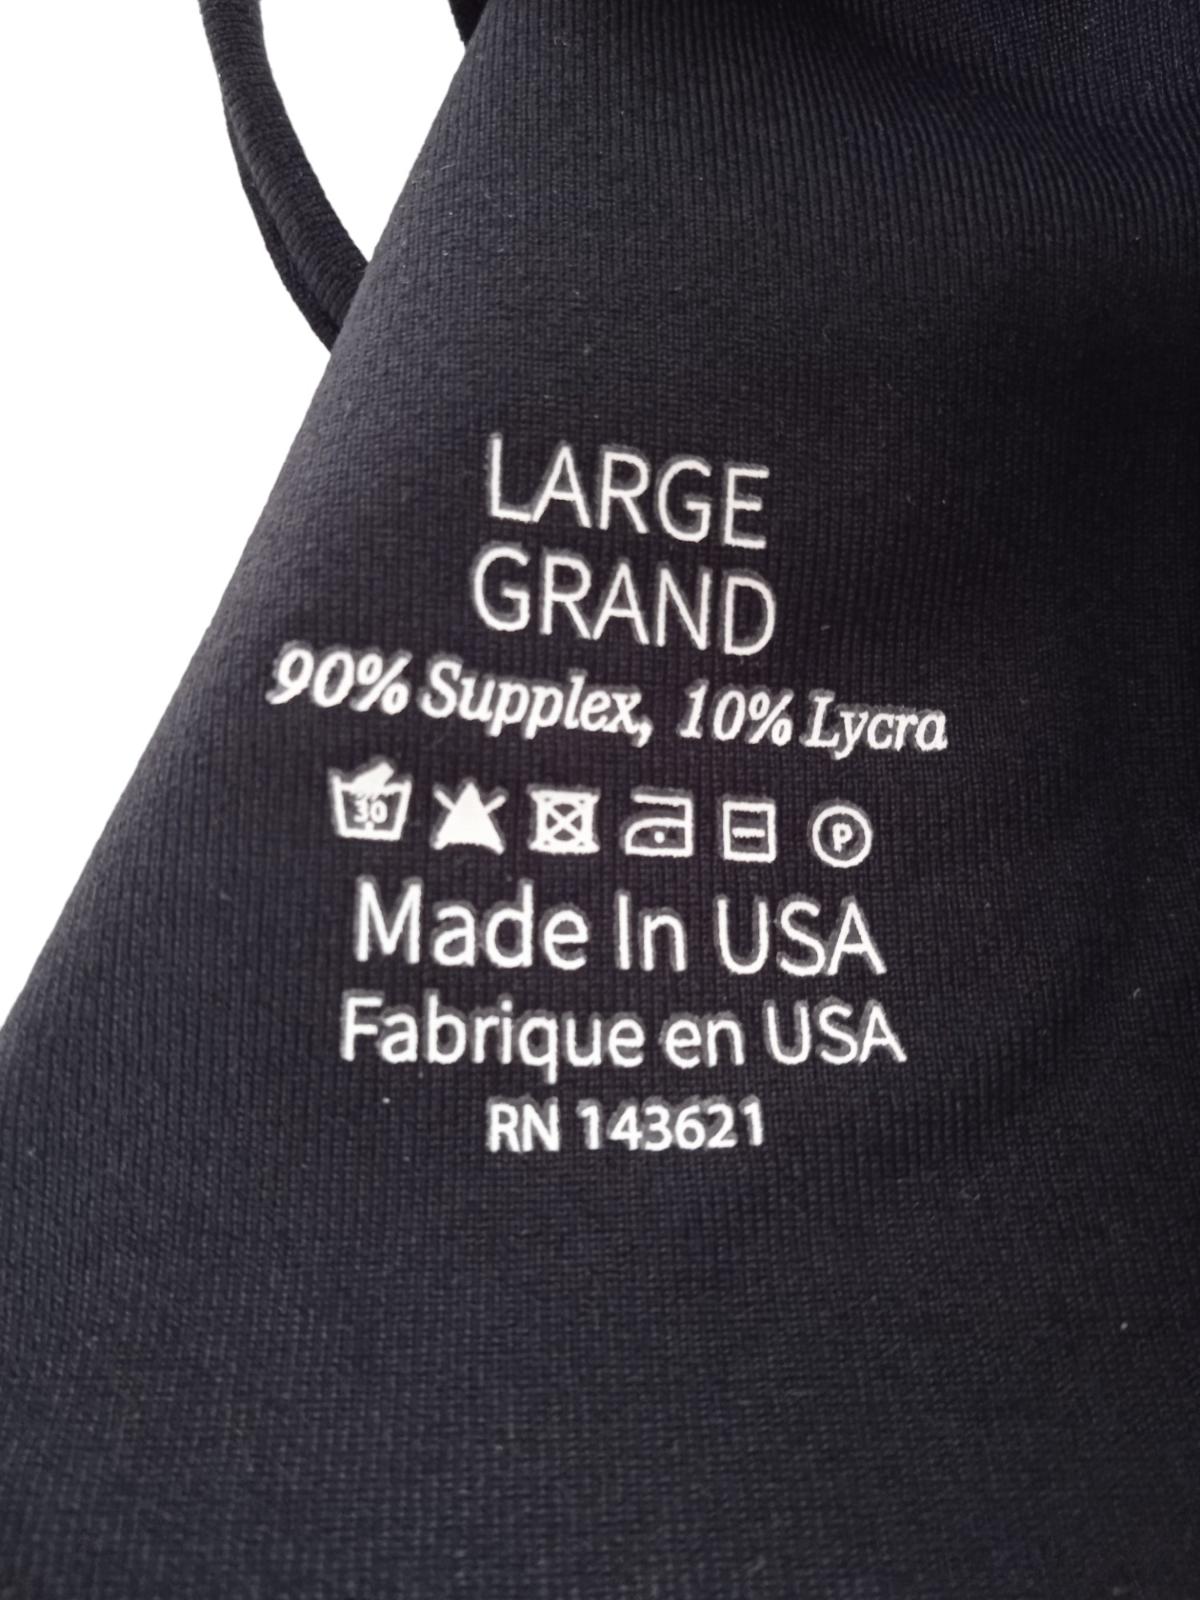 LARGE
GRAND
90% Supplex, 10% Lycra
30 P
Made In USA
Fabrique en USA
RN 143621